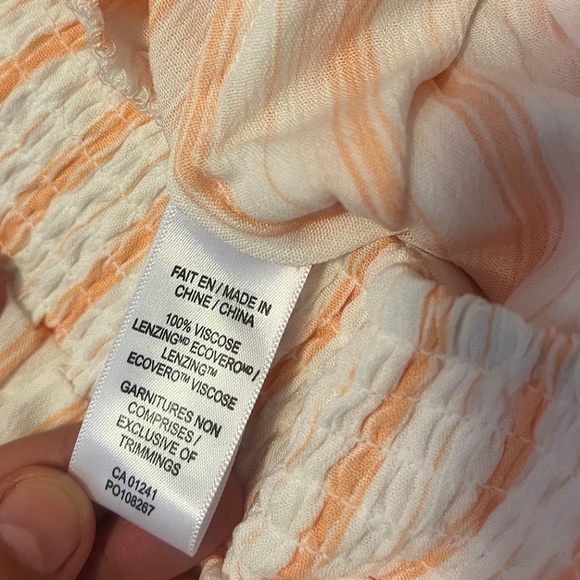 FAIT EN / MADE IN
CHINE / CHINA
100% VISCOSE
LENZINGᴹᴰ ECOVEROᴹᴰ /
LENZING™
ECOVERO™ VISCOSE
GARNITURES NON
COMPRISES /
EXCLUSIVE OF
TRIMMINGS
CA 01241
PO108267